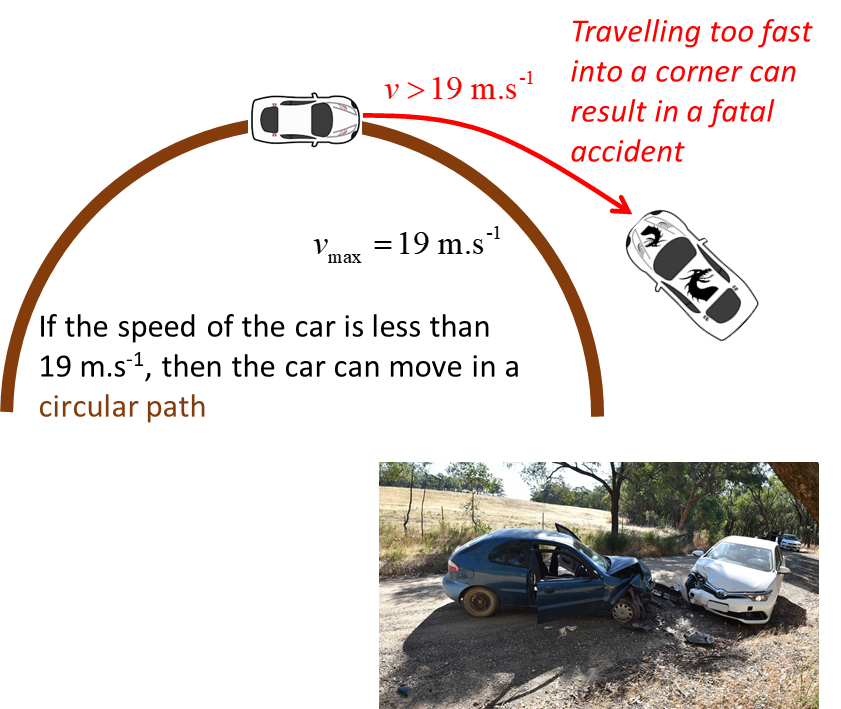 Travelling too fast
into a corner can
result in a fatal
accident
v > 19 m.s⁻¹
v_max = 19 m.s⁻¹
If the speed of the car is less than
19 m.s⁻¹, then the car can move in a
circular path